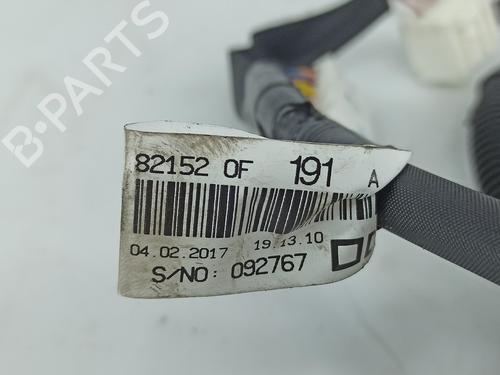 B-PARTS
82152 0F 191 A
04.02.2017 19.13.10
S/NO: 092767